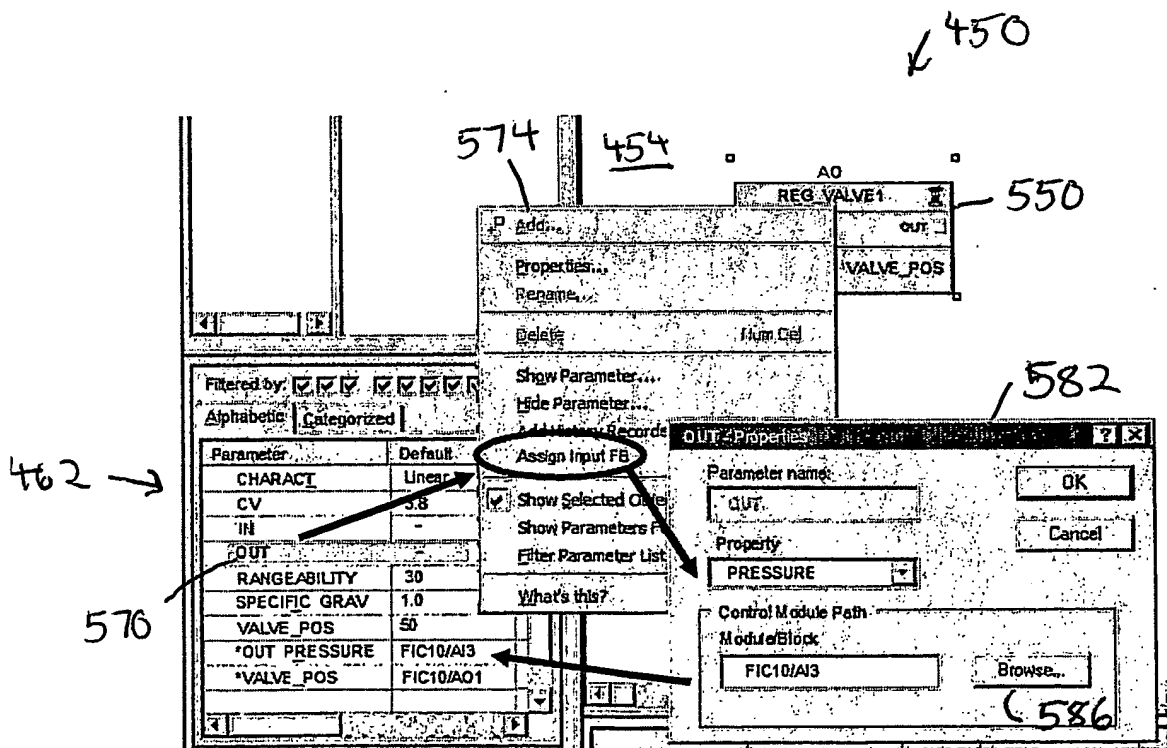 450
574
454
A0
REG_VALVE1
550
OUT
*VALVE_POS
Add...
Properties...
Rename...
Delete Num Del
Show Parameter...
Hide Parameter...
Assign Input FB
Show Selected
Show Parameters F
Filter Parameter List
What's this?
Filtered by:
Alphabetic Categorized
Parameter Default
CHARACT Linear
CV 5.8
IN -
OUT -
RANGEABILITY 30
SPECIFIC GRAV 1.0
VALVE_POS 50
*OUT PRESSURE FIC10/AI3
*VALVE_POS FIC10/AO1
462
570
582
OUT - Properties ? X
Parameter name:
OUT
OK
Cancel
Property
PRESSURE
Control Module Path
Module/Block
FIC10/AI3
Browse...
586